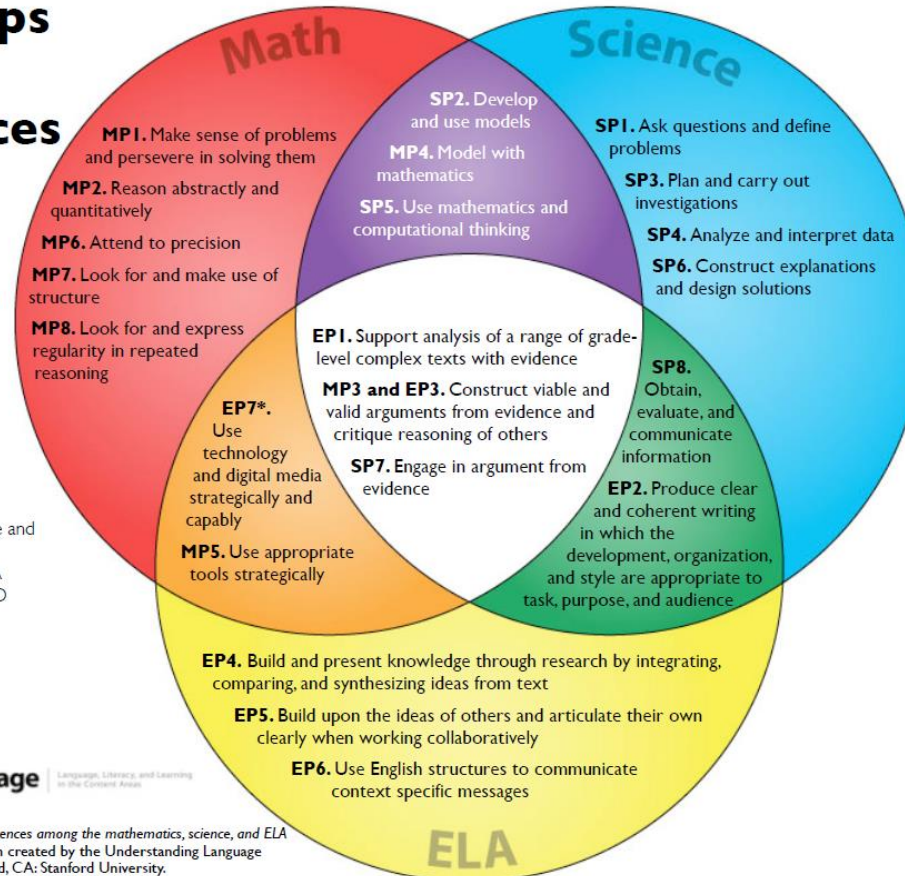 ps
ces
Math
Science
MP1. Make sense of problems
and persevere in solving them
MP2. Reason abstractly and
quantitatively
MP6. Attend to precision
MP7. Look for and make use of
structure
MP8. Look for and express
regularity in repeated
reasoning
SP2. Develop
and use models
MP4. Model with
mathematics
SP5. Use mathematics and
computational thinking
SP1. Ask questions and define
problems
SP3. Plan and carry out
investigations
SP4. Analyze and interpret data
SP6. Construct explanations
and design solutions
EP1. Support analysis of a range of grade-
level complex texts with evidence
MP3 and EP3. Construct viable and
valid arguments from evidence and
critique reasoning of others
SP7. Engage in argument from
evidence
EP7*.
Use
technology
and digital media
strategically and
capably
MP5. Use appropriate
tools strategically
SP8.
Obtain,
evaluate, and
communicate
information
EP2. Produce clear
and coherent writing
in which the
development, organization,
and style are appropriate to
task, purpose, and audience
e and
EP4. Build and present knowledge through research by integrating,
comparing, and synthesizing ideas from text
EP5. Build upon the ideas of others and articulate their own
clearly when working collaboratively
EP6. Use English structures to communicate
context specific messages
ELA
age
Language, Literacy, and Learning
in the Content Areas
ences among the mathematics, science, and ELA
n created by the Understanding Language
d, CA: Stanford University.